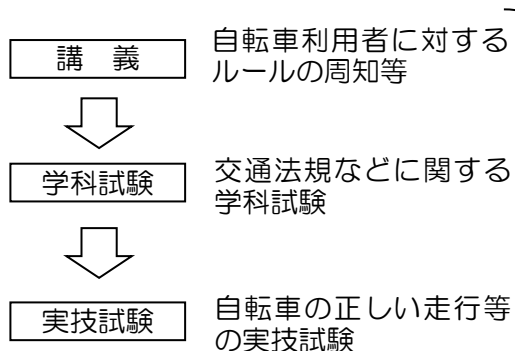 講　義
自転車利用者に対する
ルールの周知等
学科試験
交通法規などに関する
学科試験
実技試験
自転車の正しい走行等
の実技試験